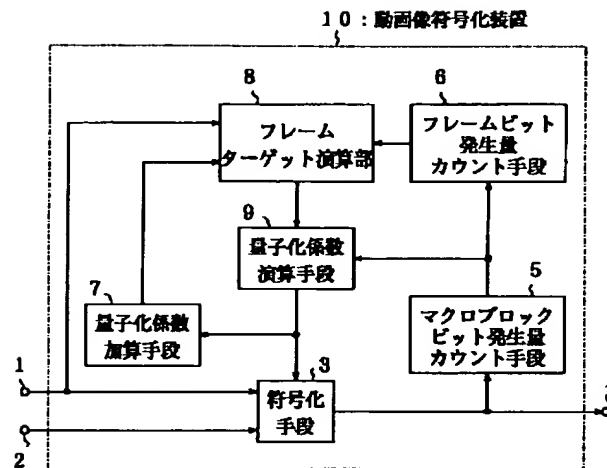 10:動画像符号化装置
8
フレーム
ターゲット演算部
6
フレームビット
発生量
カウント手段
9
量子化係数
演算手段
7
量子化係数
加算手段
5
マクロブロック
ビット発生量
カウント手段
1
3
符号化
手段
2